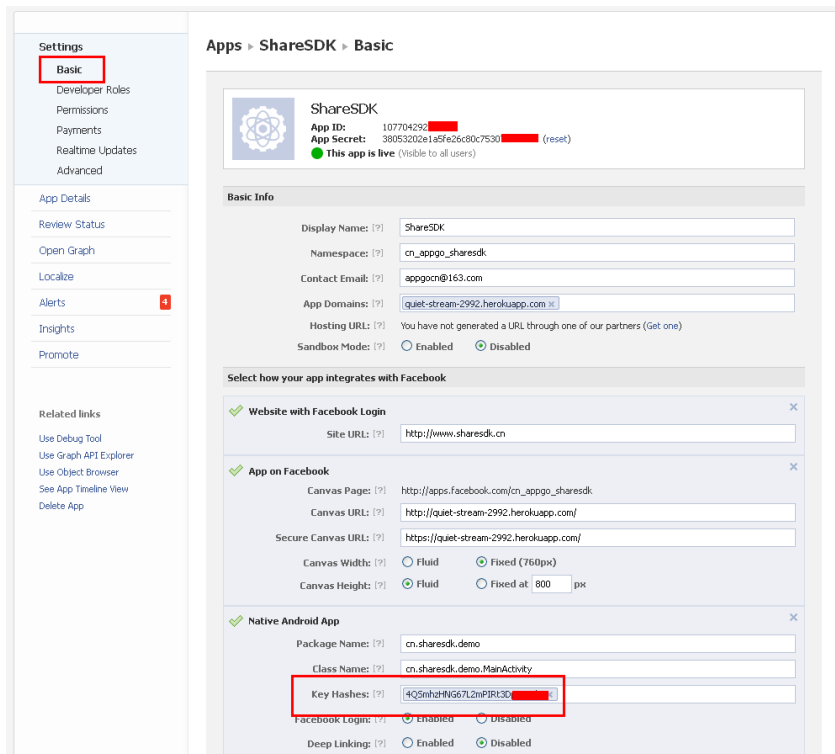 Settings
Basic
Developer Roles
Permissions
Payments
Realtime Updates
Advanced
App Details
Review Status
Open Graph
Localize
Alerts 4
Insights
Promote
Related links
Use Debug Tool
Use Graph API Explorer
Use Object Browser
See App Timeline View
Delete App
Apps ▸ ShareSDK ▸ Basic
ShareSDK
App ID: 107704292
App Secret: 38053202e1a5fe26c80c7530 (reset)
This app is live (Visible to all users)
Basic Info
Display Name: [?] ShareSDK
Namespace: [?] cn_appgo_sharesdk
Contact Email: [?] appgocn@163.com
App Domains: [?] quiet-stream-2992.herokuapp.com ×
Hosting URL: [?] You have not generated a URL through one of our partners (Get one)
Sandbox Mode: [?] Enabled Disabled
Select how your app integrates with Facebook
Website with Facebook Login ×
Site URL: [?] http://www.sharesdk.cn
App on Facebook ×
Canvas Page: [?] http://apps.facebook.com/cn_appgo_sharesdk
Canvas URL: [?] http://quiet-stream-2992.herokuapp.com/
Secure Canvas URL: [?] https://quiet-stream-2992.herokuapp.com/
Canvas Width: [?] Fluid Fixed (760px)
Canvas Height: [?] Fluid Fixed at 800 px
Native Android App ×
Package Name: [?] cn.sharesdk.demo
Class Name: [?] cn.sharesdk.demo.MainActivity
Key Hashes: [?] 4QSmhzHNG67L2mPIRt3D ×
Facebook Login: [?] Enabled Disabled
Deep Linking: [?] Enabled Disabled